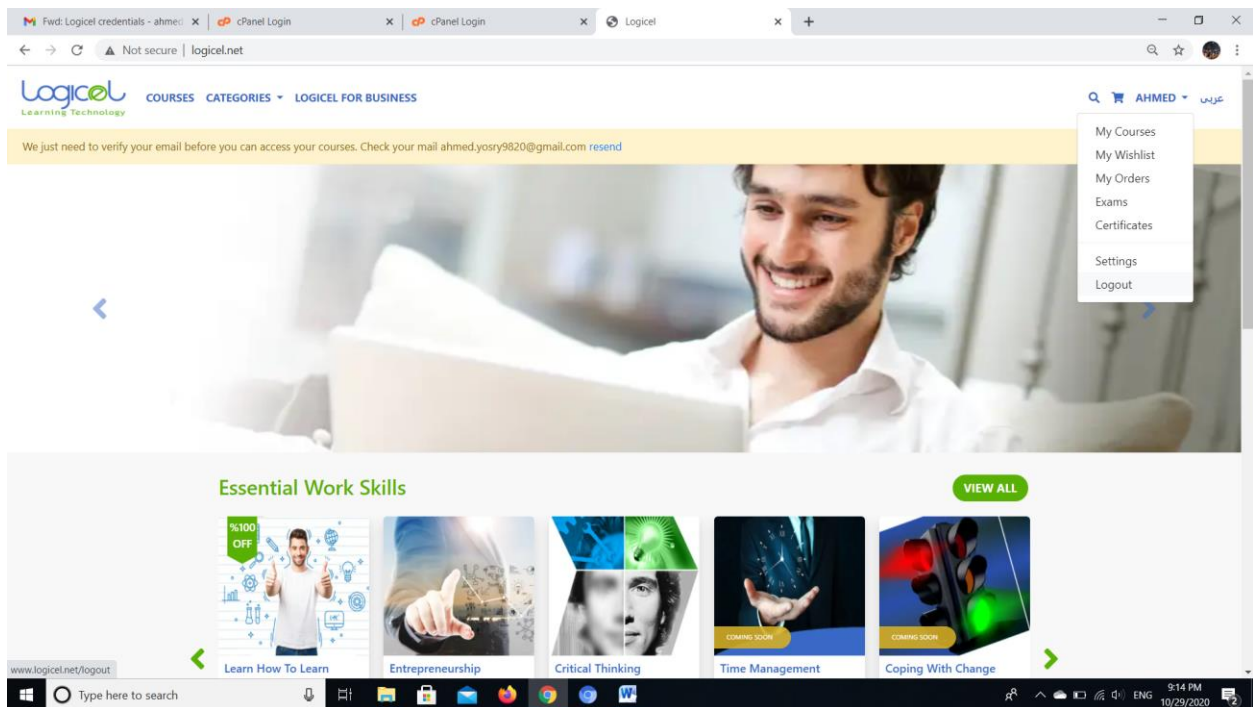 Fwd: Logicel credentials - ahmed
cPanel Login
cPanel Login
Logicel
Not secure | logicel.net
Logicel
Learning Technology
COURSES CATEGORIES LOGICEL FOR BUSINESS
AHMED عربى
We just need to verify your email before you can access your courses. Check your mail ahmed.yosry9820@gmail.com resend
My Courses
My Wishlist
My Orders
Exams
Certificates
Settings
Logout
Essential Work Skills
VIEW ALL
%100
OFF
COMING SOON
COMING SOON
Learn How To Learn
Entrepreneurship
Critical Thinking
Time Management
Coping With Change
www.logicel.net/logout
Type here to search
ENG
9:14 PM
10/29/2020
2